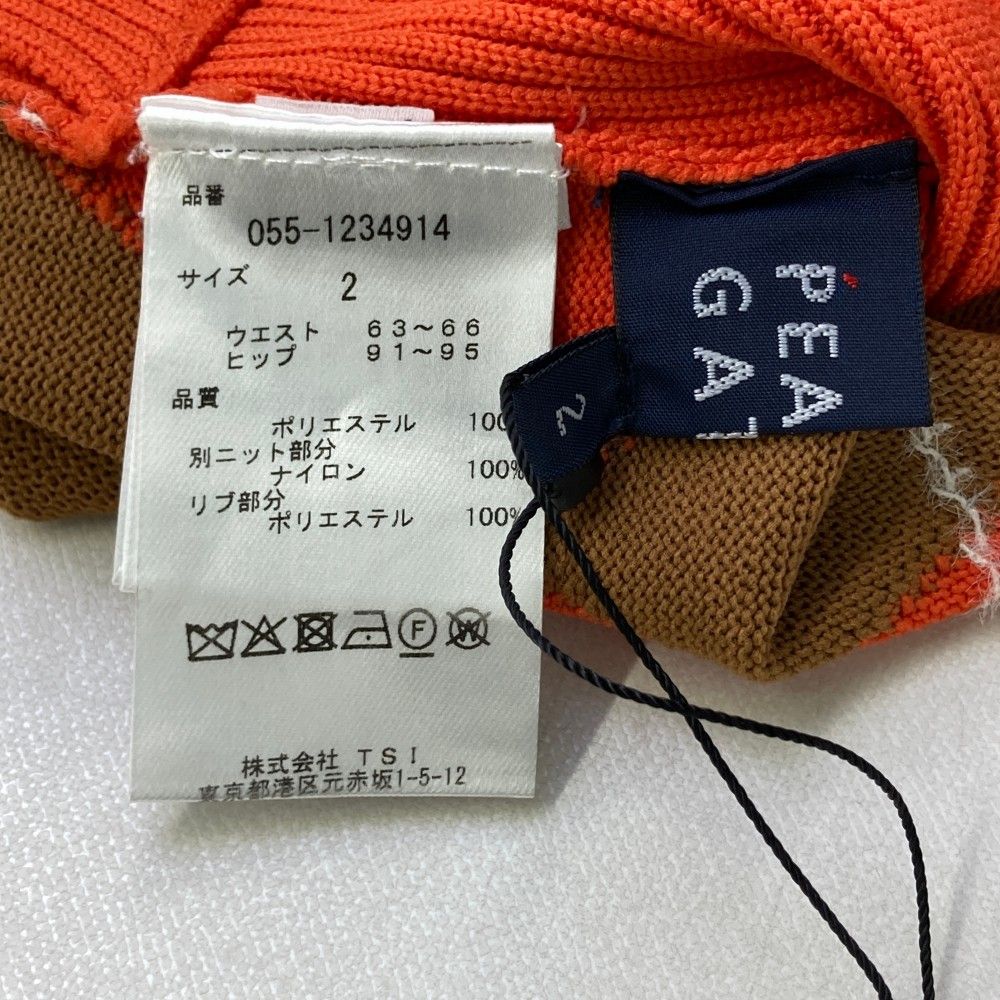 品番
055-1234914
サイズ 2
ウエスト 63～66
ヒップ 91～95
品質
ポリエステル 100
別ニット部分
ナイロン 100%
リブ部分
ポリエステル 100%
F
W
株式会社 TSI
東京都港区元赤坂1-5-12
PEA
GA
2